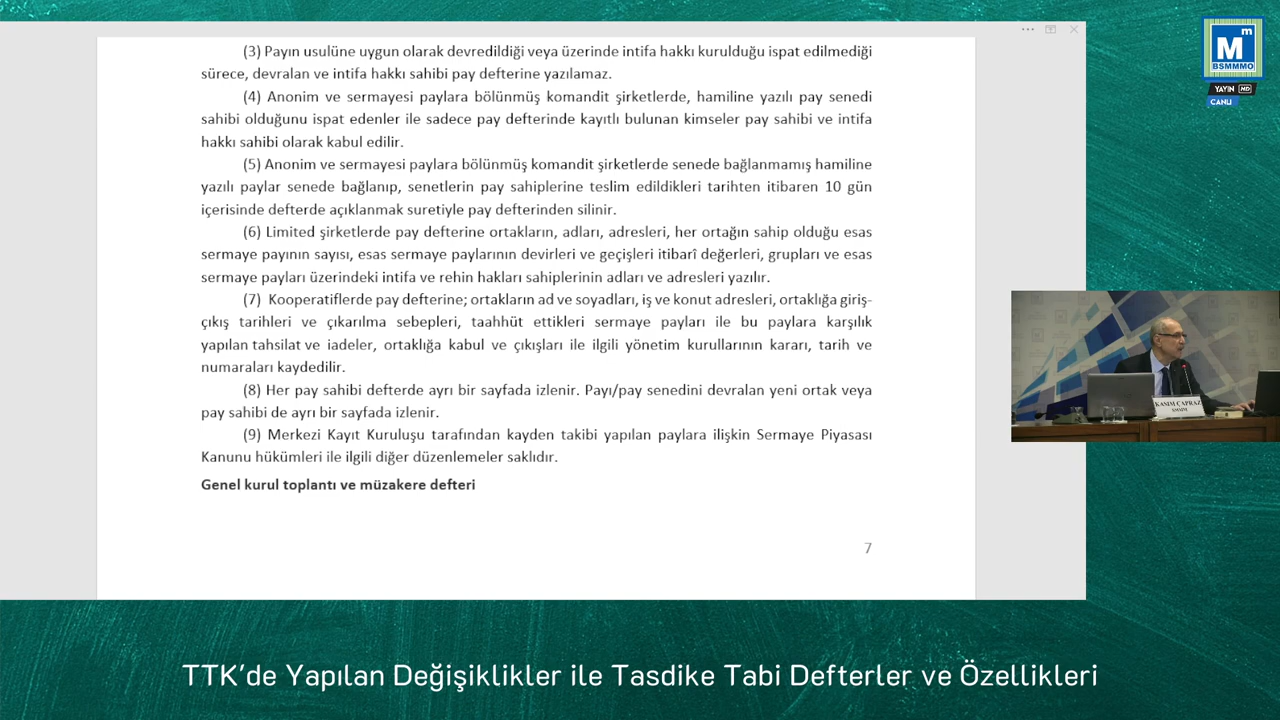 (3) Payın usulüne uygun olarak devredildiği veya üzerinde intifa hakkı kurulduğu ispat edilmediği
sürece, devralan ve intifa hakkı sahibi pay defterine yazılamaz.
(4) Anonim ve sermayesi paylara bölünmüş komandit şirketlerde, hamiline yazılı pay senedi
sahibi olduğunu ispat edenler ile sadece pay defterinde kayıtlı bulunan kimseler pay sahibi ve intifa
hakkı sahibi olarak kabul edilir.
(5) Anonim ve sermayesi paylara bölünmüş komandit şirketlerde senede bağlanmamış hamiline
yazılı paylar senede bağlanıp, senetlerin pay sahiplerine teslim edildikleri tarihten itibaren 10 gün
içerisinde defterde açıklanmak suretiyle pay defterinden silinir.
(6) Limited şirketlerde pay defterine ortakların, adları, adresleri, her ortağın sahip olduğu esas
sermaye payının sayısı, esas sermaye paylarının devirleri ve geçişleri itibarî değerleri, grupları ve esas
sermaye payları üzerindeki intifa ve rehin hakları sahiplerinin adları ve adresleri yazılır.
(7) Kooperatiflerde pay defterine; ortakların ad ve soyadları, iş ve konut adresleri, ortaklığa giriş-
çıkış tarihleri ve çıkarılma sebepleri, taahhüt ettikleri sermaye payları ile bu paylara karşılık
yapılan tahsilat ve iadeler, ortaklığa kabul ve çıkışları ile ilgili yönetim kurullarının kararı, tarih ve
numaraları kaydedilir.
(8) Her pay sahibi defterde ayrı bir sayfada izlenir. Payı/pay senedini devralan yeni ortak veya
pay sahibi de ayrı bir sayfada izlenir.
(9) Merkezi Kayıt Kuruluşu tarafından kayden takibi yapılan paylara ilişkin Sermaye Piyasası
Kanunu hükümleri ile ilgili diğer düzenlemeler saklıdır.
Genel kurul toplantı ve müzakere defteri
7
M m
BSMMMO
YAYIN HD
CANLI
KASIM ÇAPRAZ
SMMM
TTK'de Yapılan Değişiklikler ile Tasdike Tabi Defterler ve Özellikleri